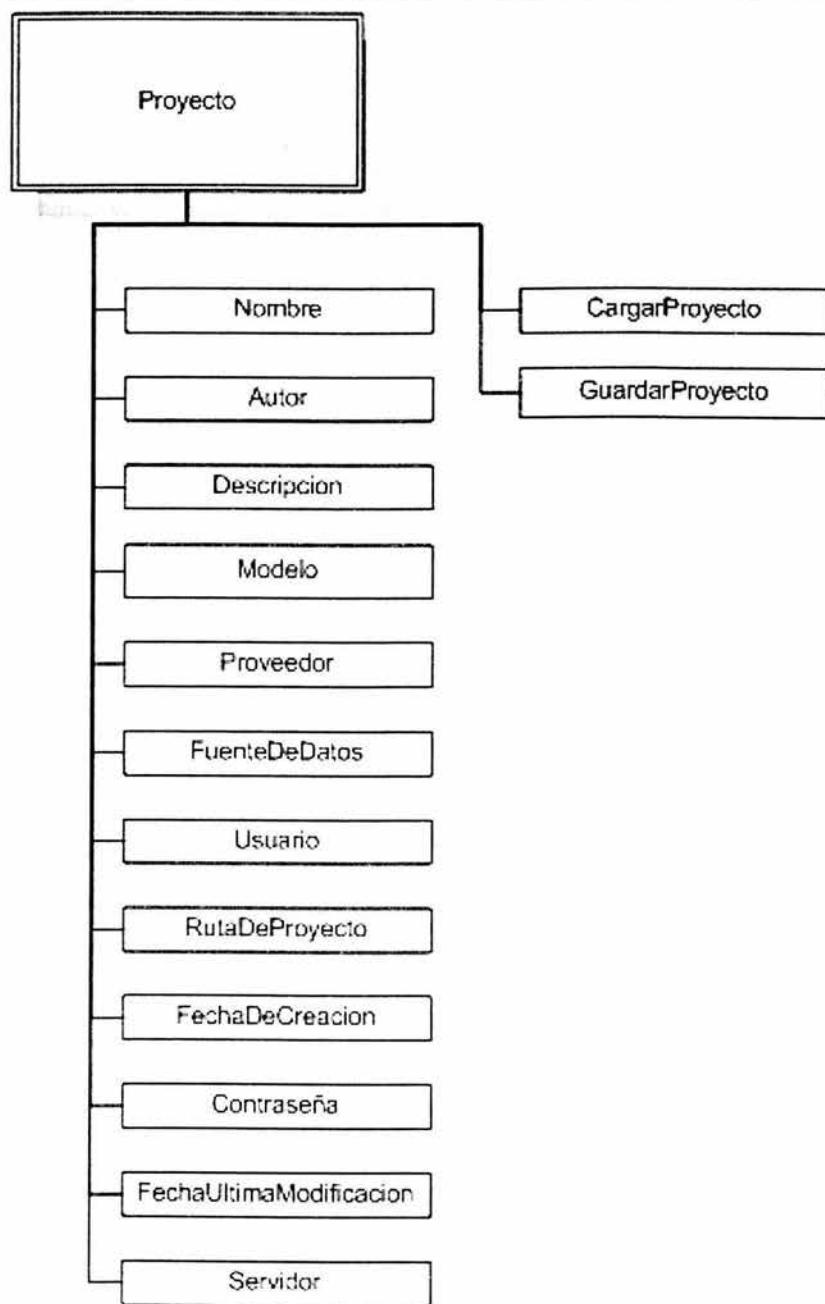 Proyecto
Nombre
Autor
Descripcion
Modelo
Proveedor
FuenteDeDatos
Usuario
RutaDeProyecto
FechaDeCreacion
Contraseña
FechaUltimaModificacion
Servidor
CargarProyecto
GuardarProyecto